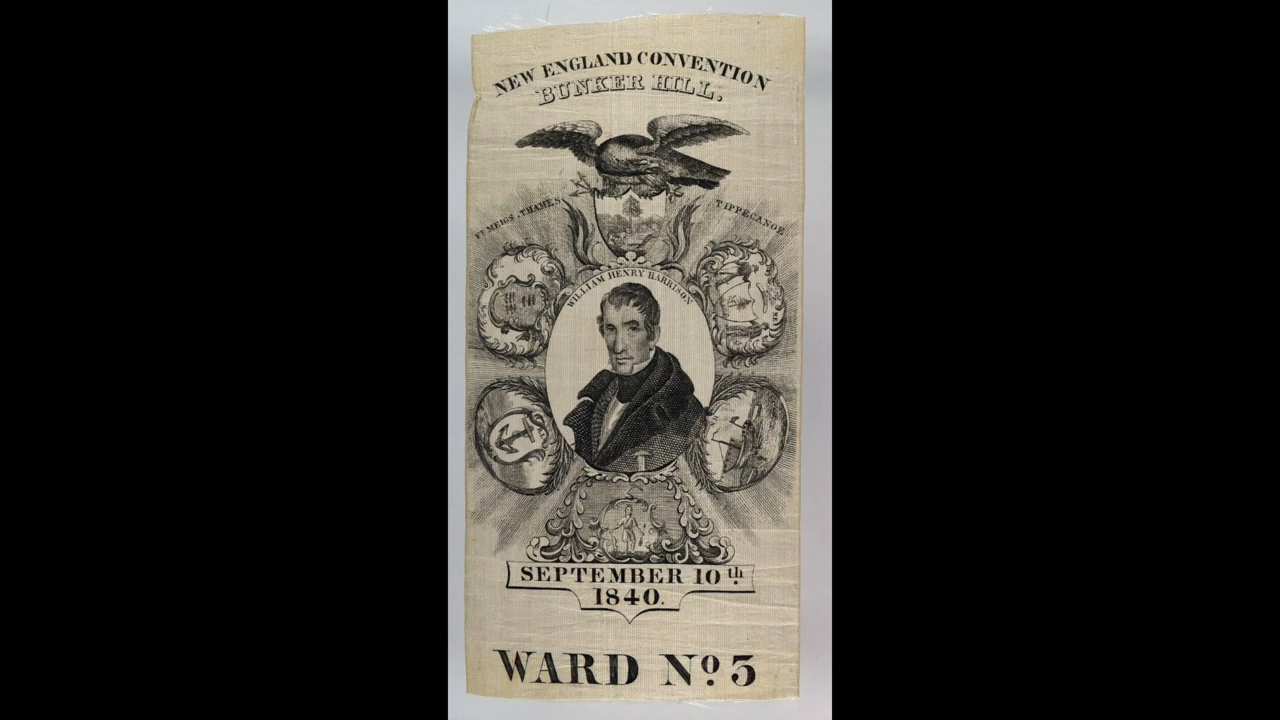 NEW ENGLAND CONVENTION
BUNKER HILL.
FT MEIGS, THAMES
TIPPECANOE
WILLIAM HENRY HARRISON
SEPTEMBER 10th
1840.
WARD No. 3